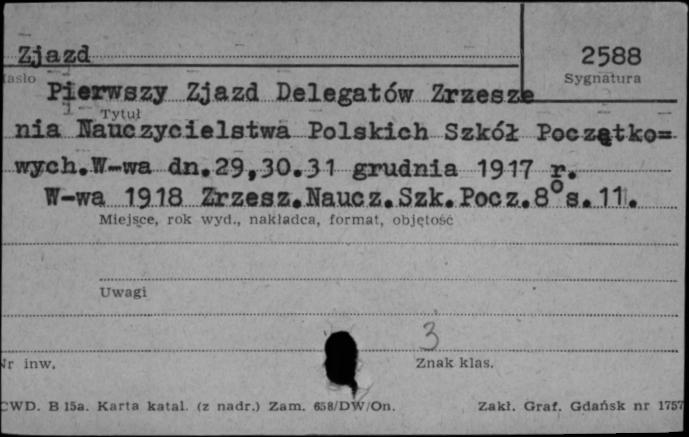 Zjazd 2588
Hasło Sygnatura
Pierwszy Zjazd Delegatów Zrzesze
Tytuł
nia Nauczycielstwa Polskich Szkół Początko=
wych.W-wa dn.29,30.31 grudnia 1917 r.
W-wa 1918 Zrzesz.Naucz.Szk.Pocz.8°s.11.
Miejsce, rok wyd., nakładca, format, objętość
Uwagi
3
Nr inw. Znak klas.
CWD. B 15a. Karta katal. (z nadr.) Zam. 658/DW/On. Zakł. Graf. Gdańsk nr 1757